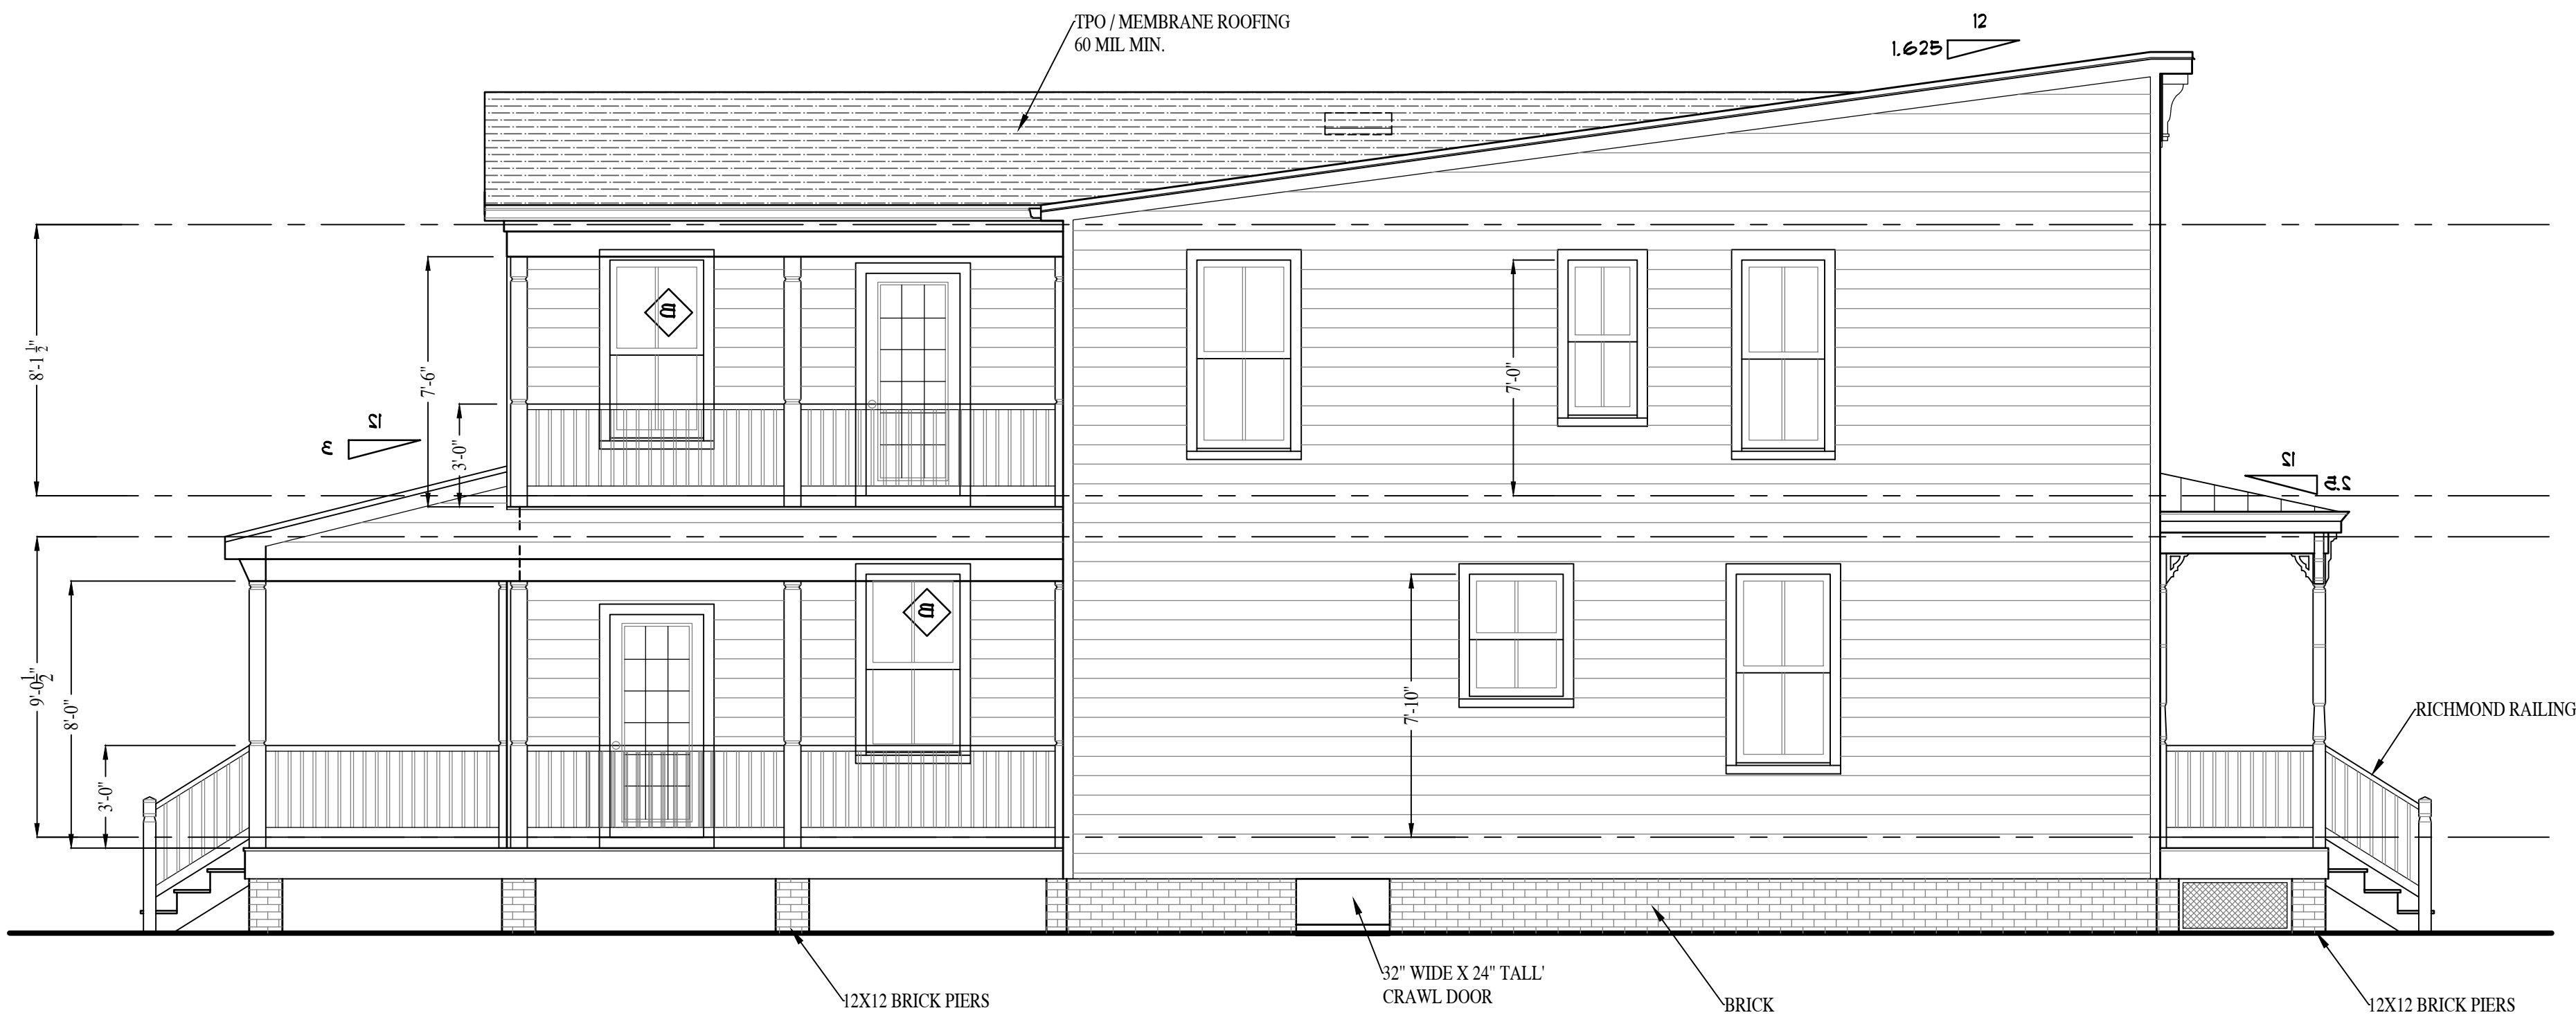 TPO / MEMBRANE ROOFING
60 MIL MIN.
12
1.625
8'-1 1/2"
7'-6"
3'-0"
12
3
7'-0"
12
2.5
9'-0 1/2"
8'-0"
3'-0"
7'-10"
RICHMOND RAILING
12X12 BRICK PIERS
32" WIDE X 24" TALL'
CRAWL DOOR
BRICK
12X12 BRICK PIERS